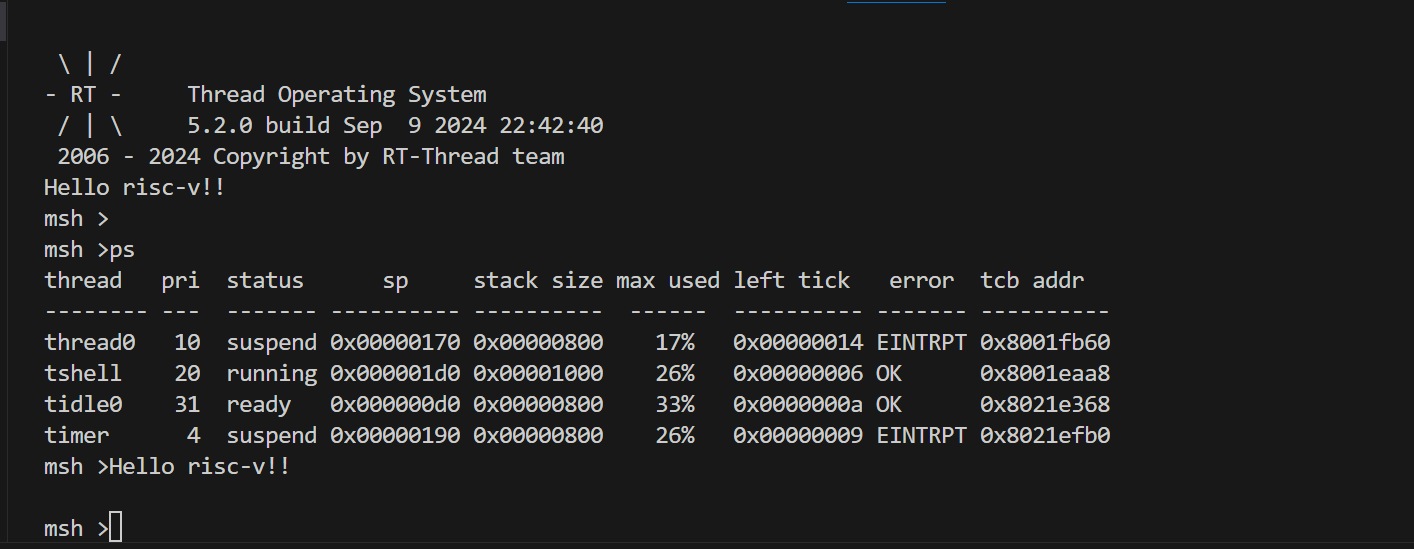 \ | /
- RT -     Thread Operating System
 / | \     5.2.0 build Sep  9 2024 22:42:40
 2006 - 2024 Copyright by RT-Thread team
Hello risc-v!!
msh >
msh >ps
thread   pri  status      sp     stack size max used left tick   error  tcb addr
-------- ---  ------- ---------- ----------  ------  ---------- ------- ----------
thread0   10  suspend 0x00000170 0x00000800    17%   0x00000014 EINTRPT 0x8001fb60
tshell    20  running 0x000001d0 0x00001000    26%   0x00000006 OK      0x8001eaa8
tidle0    31  ready   0x000000d0 0x00000800    33%   0x0000000a OK      0x8021e368
timer      4  suspend 0x00000190 0x00000800    26%   0x00000009 EINTRPT 0x8021efb0
msh >Hello risc-v!!
msh >